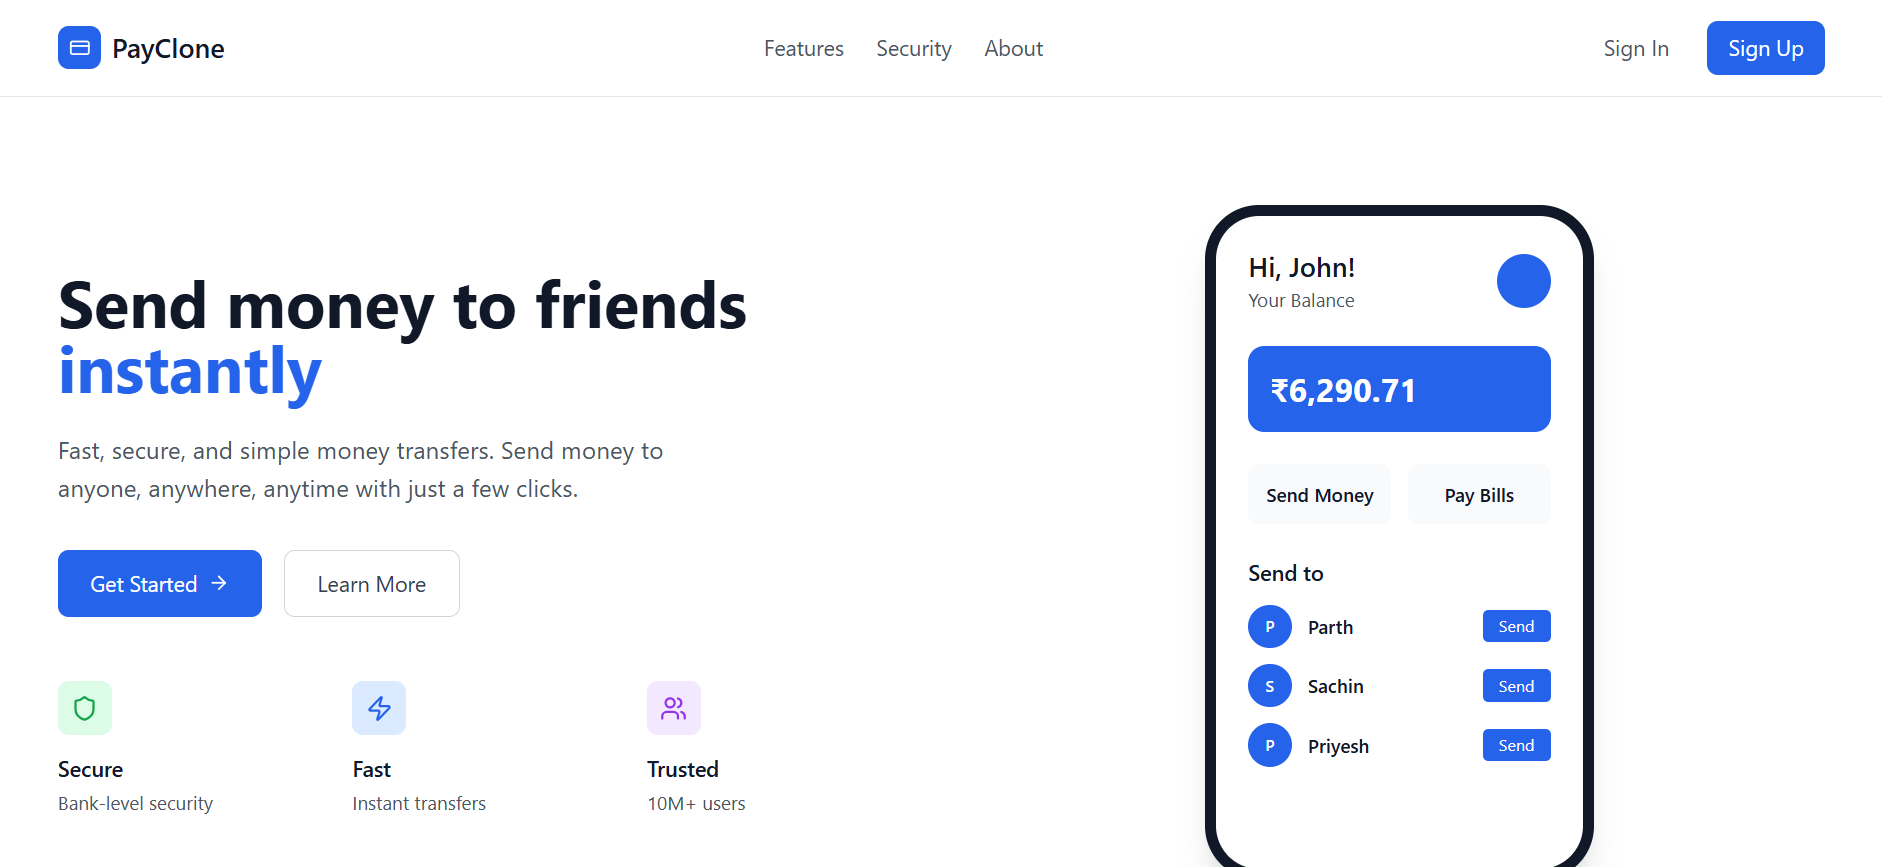 PayClone
Features
Security
About
Sign In
Sign Up
Send money to friends
instantly
Fast, secure, and simple money transfers. Send money to
anyone, anywhere, anytime with just a few clicks.
Get Started →
Learn More
Secure
Bank-level security
Fast
Instant transfers
Trusted
10M+ users
Hi, John!
Your Balance
₹6,290.71
Send Money
Pay Bills
Send to
P Parth Send
S Sachin Send
P Priyesh Send